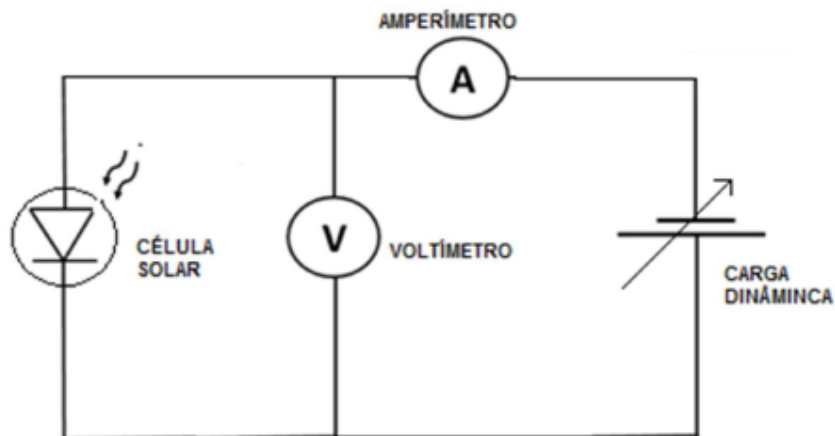 AMPERÍMETRO
A
CÉLULA
SOLAR
V
VOLTÍMETRO
CARGA
DINÂMINCA